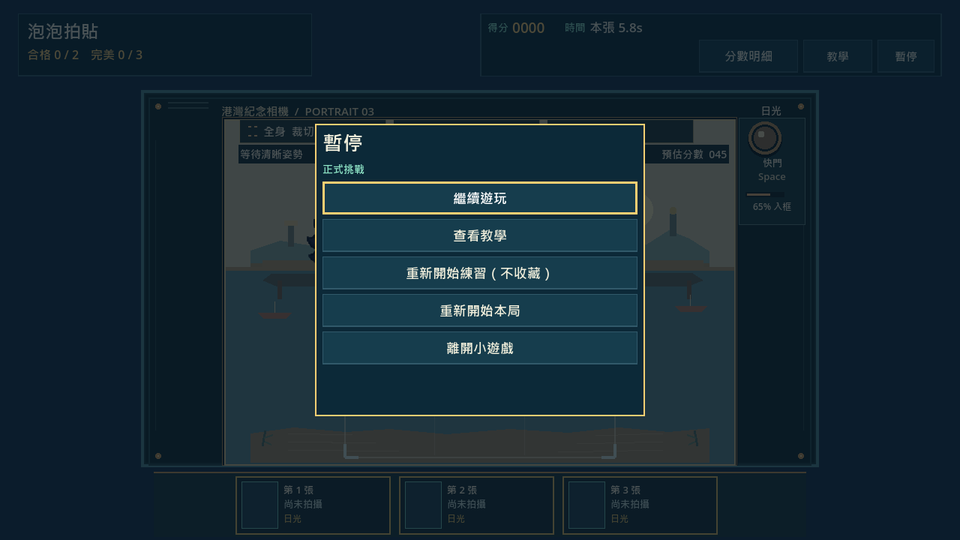 泡泡拍貼
合格 0 / 2 完美 0 / 3
得分 0000 時間 本張 5.8s
分數明細 教學 暫停
港灣紀念相機 / PORTRAIT 03
日光
全身 裁切
等待清晰姿勢
預估分數 045
快門
Space
65% 入框
暫停
正式挑戰
繼續遊玩
查看教學
重新開始練習 ( 不收藏 )
重新開始本局
離開小遊戲
第 1 張
尚未拍攝
日光
第 2 張
尚未拍攝
日光
第 3 張
尚未拍攝
日光